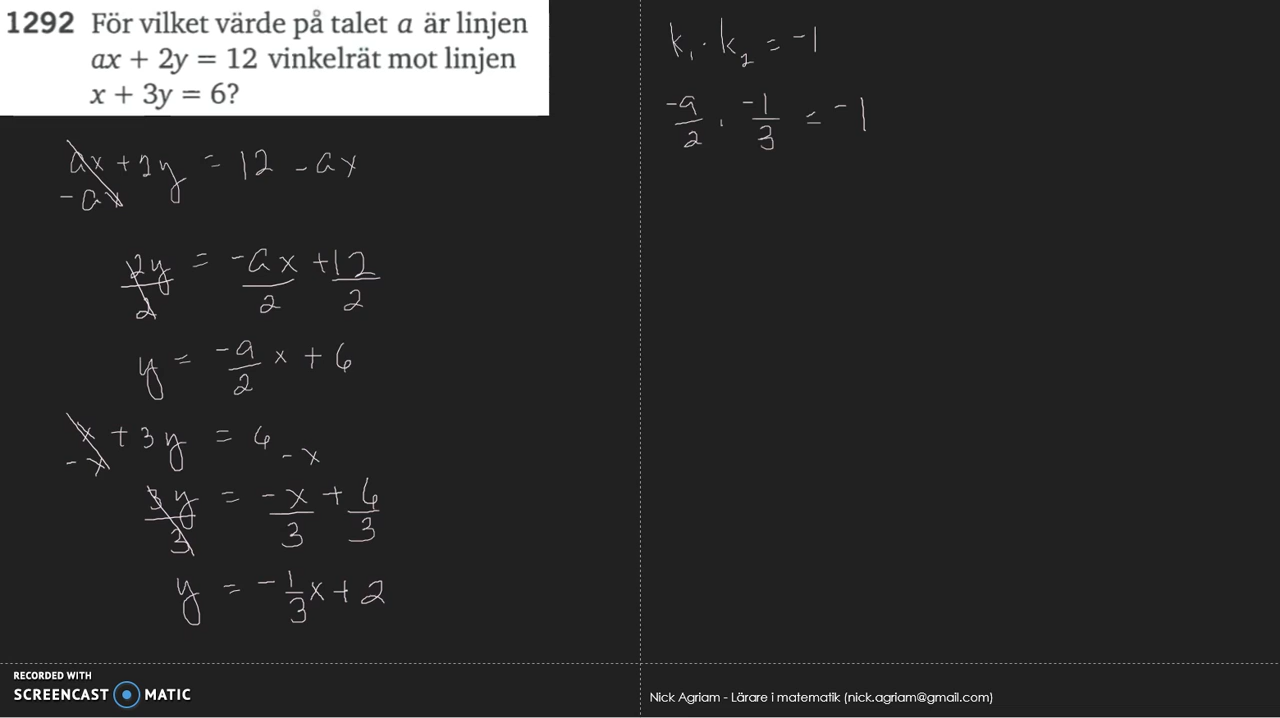 1292 För vilket värde på talet a är linjen
ax + 2y = 12 vinkelrät mot linjen
x + 3y = 6?
ax + 2y = 12 - ax
-ax
2y/2 = -ax/2 + 12/2
y = -a/2 x + 6
x + 3y = 6 - x
-x
3y/3 = -x/3 + 6/3
y = -1/3 x + 2
k₁ · k₂ = -1
-a/2 · -1/3 = -1
RECORDED WITH
SCREENCAST MATIC
Nick Agriam - Lärare i matematik (nick.agriam@gmail.com)